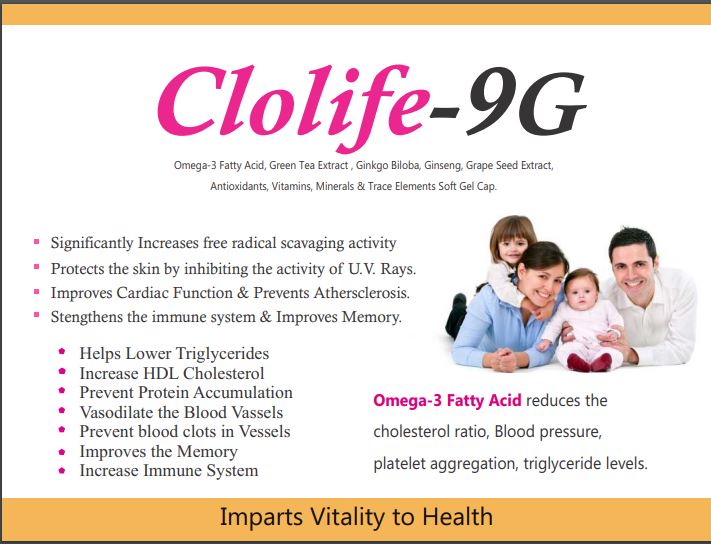 Clolife-9G
Omega-3 Fatty Acid, Green Tea Extract , Ginkgo Biloba, Ginseng, Grape Seed Extract,
Antioxidants, Vitamins, Minerals & Trace Elements Soft Gel Cap.
Significantly Increases free radical scavaging activity
Protects the skin by inhibiting the activity of U.V. Rays.
Improves Cardiac Function & Prevents Athersclerosis.
Stengthens the immune system & Improves Memory.
Helps Lower Triglycerides
Increase HDL Cholesterol
Prevent Protein Accumulation
Vasodilate the Blood Vassels
Prevent blood clots in Vessels
Improves the Memory
Increase Immune System
Omega-3 Fatty Acid reduces the
cholesterol ratio, Blood pressure,
platelet aggregation, triglyceride levels.
Imparts Vitality to Health